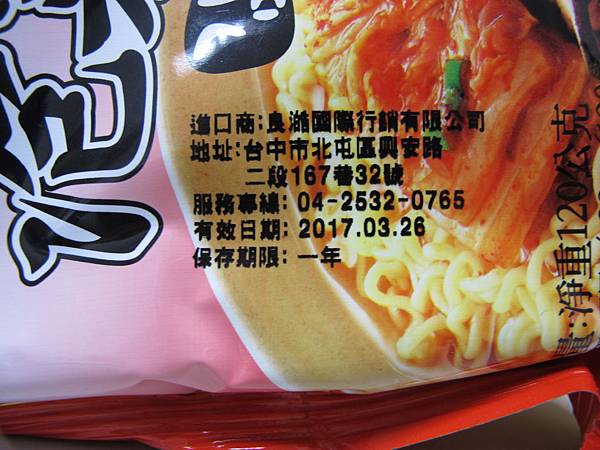 進口商:良澔國際行銷有限公司
地址:台中市北屯區興安路
二段167巷32號
服務專線: 04-2532-0765
有效日期: 2017.03.26
保存期限: 一年
淨重120公克